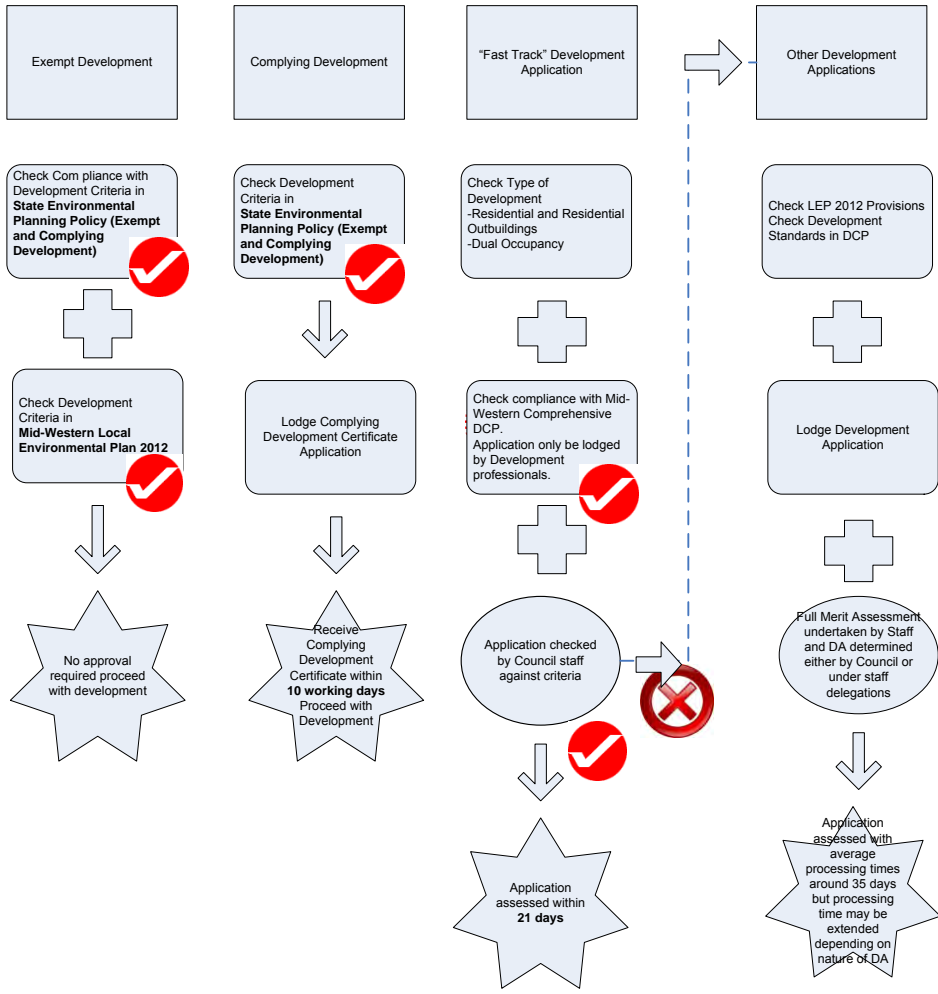 Exempt Development
Check Com pliance with
Development Criteria in
State Environmental
Planning Policy (Exempt
and Complying
Development)
Check Development
Criteria in
Mid-Western Local
Environmental Plan 2012
No approval
required proceed
with development
Complying Development
Check Development
Criteria in
State Environmental
Planning Policy (Exempt
and Complying
Development)
Lodge Complying
Development Certificate
Application
Receive
Complying
Development
Certificate within
10 working days
Proceed with
Development
“Fast Track” Development
Application
Check Type of
Development
-Residential and Residential
Outbuildings
-Dual Occupancy
Check compliance with Mid-
Western Comprehensive
DCP.
Application only be lodged
by Development
professionals.
Application checked
by Council staff
against criteria
Application
assessed within
21 days
Other Development
Applications
Check LEP 2012 Provisions
Check Development
Standards in DCP
Lodge Development
Application
Full Merit Assessment
undertaken by Staff
and DA determined
either by Council or
under staff
delegations
Application
assessed with
average
processing times
around 35 days
but processing
time may be
extended
depending on
nature of DA